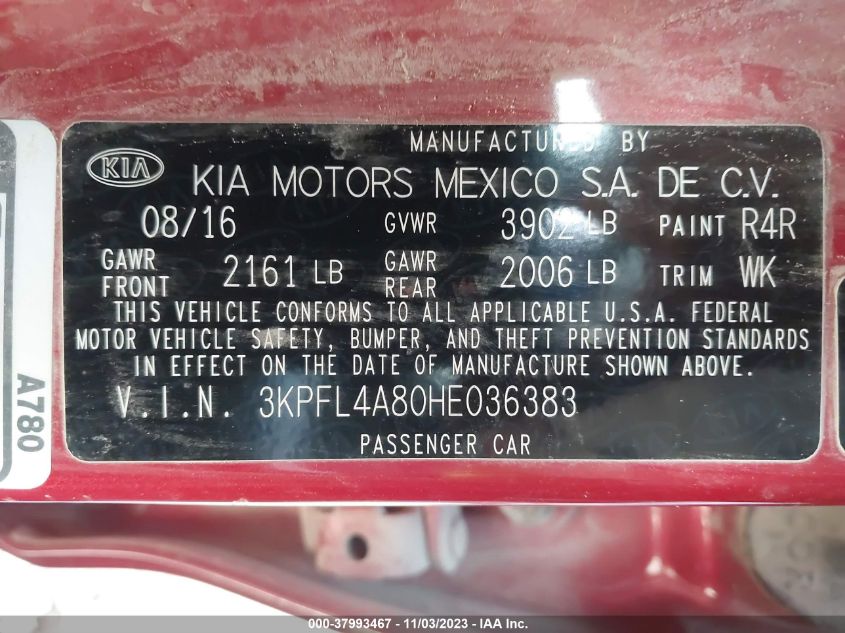 MANUFACTURED BY
KIA
KIA MOTORS MEXICO S.A. DE C.V.
08/16 GVWR 3902 LB PAINT R4R
GAWR FRONT 2161 LB GAWR REAR 2006 LB TRIM WK
THIS VEHICLE CONFORMS TO ALL APPLICABLE U.S.A. FEDERAL
MOTOR VEHICLE SAFETY, BUMPER, AND THEFT PREVENTION STANDARDS
IN EFFECT ON THE DATE OF MANUFACTURE SHOWN ABOVE.
V.I.N. 3KPFL4A80HE036383
PASSENGER CAR
A780
000-37993467 - 11/03/2023 - IAA Inc.